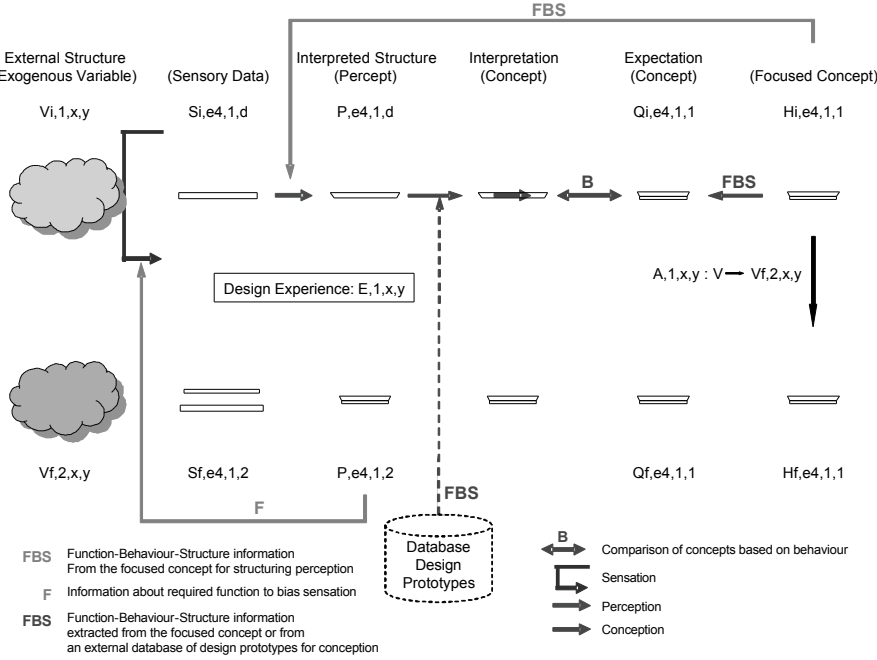 FBS
External Structure
Exogenous Variable)
(Sensory Data)
Interpreted Structure
(Percept)
Interpretation
(Concept)
Expectation
(Concept)
(Focused Concept)
Vi,1,x,y
Si,e4,1,d
P,e4,1,d
Qi,e4,1,1
Hi,e4,1,1
B
FBS
A,1,x,y : V
Vf,2,x,y
Design Experience: E,1,x,y
Vf,2,x,y
Sf,e4,1,2
P,e4,1,2
Qf,e4,1,1
Hf,e4,1,1
F
FBS
Database
Design
Prototypes
FBS
Function-Behaviour-Structure information
From the focused concept for structuring perception
F
Information about required function to bias sensation
FBS
Function-Behaviour-Structure information
extracted from the focused concept or from
an external database of design prototypes for conception
B
Comparison of concepts based on behaviour
Sensation
Perception
Conception